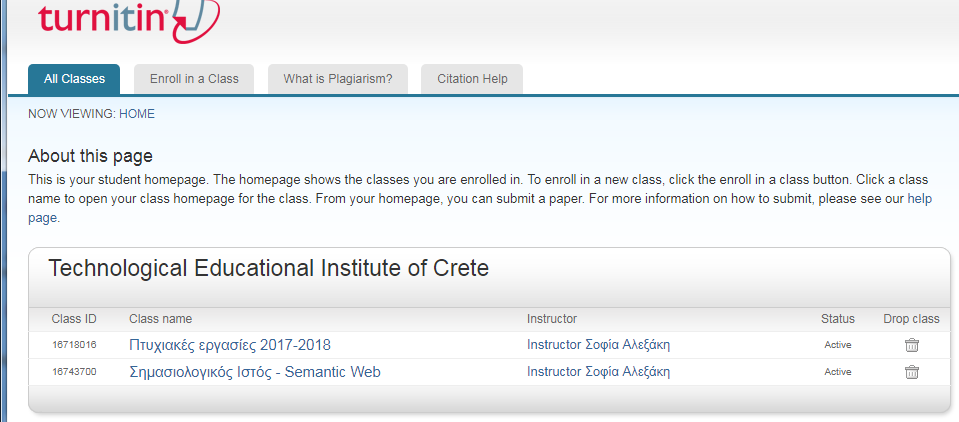 turnitin
All Classes Enroll in a Class What is Plagiarism? Citation Help
NOW VIEWING: HOME
About this page
This is your student homepage. The homepage shows the classes you are enrolled in. To enroll in a new class, click the enroll in a class button. Click a class
name to open your class homepage for the class. From your homepage, you can submit a paper. For more information on how to submit, please see our help
page.
Technological Educational Institute of Crete
Class ID Class name Instructor Status Drop class
16718016 Πτυχιακές εργασίες 2017-2018 Instructor Σοφία Αλεξάκη Active
16743700 Σημασιολογικός Ιστός - Semantic Web Instructor Σοφία Αλεξάκη Active